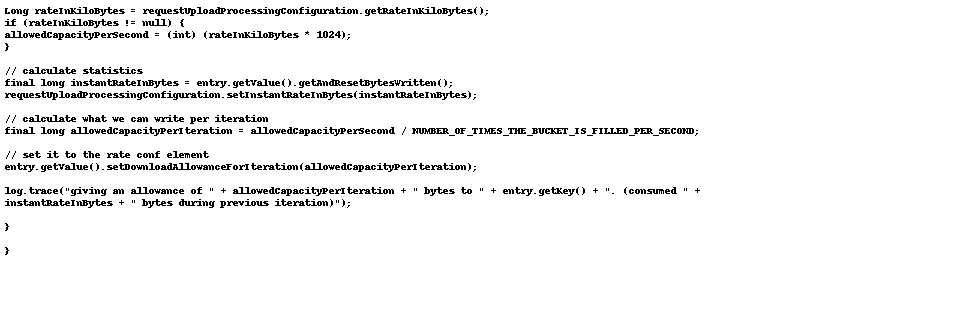 Long rateInKiloBytes = requestUploadProcessingConfiguration.getRateInKiloBytes();
if (rateInKiloBytes != null) {
allowedCapacityPerSecond = (int) (rateInKiloBytes * 1024);
}
// calculate statistics
final long instantRateInBytes = entry.getValue().getAndResetBytesWritten();
requestUploadProcessingConfiguration.setInstantRateInBytes(instantRateInBytes);
// calculate what we can write per iteration
final long allowedCapacityPerIteration = allowedCapacityPerSecond / NUMBER_OF_TIMES_THE_BUCKET_IS_FILLED_PER_SECOND;
// set it to the rate conf element
entry.getValue().setDownloadAllowanceForIteration(allowedCapacityPerIteration);
log.trace("giving an allowance of " + allowedCapacityPerIteration + " bytes to " + entry.getKey() + ". (consumed " +
instantRateInBytes + " bytes during previous iteration)");
}
}